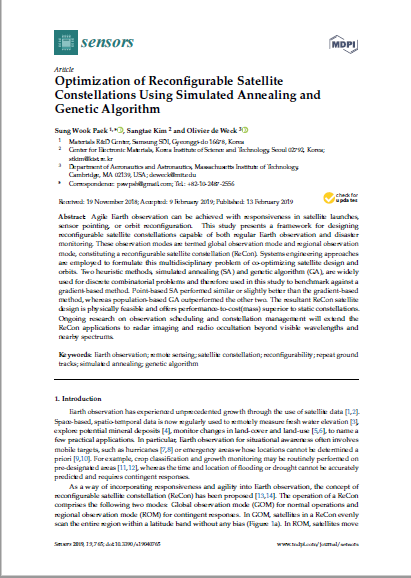 sensors
MDPI
Article
Optimization of Reconfigurable Satellite
Constellations Using Simulated Annealing and
Genetic Algorithm
Sung Wook Paek 1,*, Sangtae Kim 2 and Olivier de Weck 3
1 Materials R&D Center, Samsung SDI, Gyeonggi-do 16678, Korea
2 Center for Electronic Materials, Korea Institute of Science and Technology, Seoul 02792, Korea;
stkim@kist.re.kr
3 Department of Aeronautics and Astronautics, Massachusetts Institute of Technology,
Cambridge, MA 02139, USA; deweck@mit.edu
* Correspondence: pawpab@gmail.com; Tel.: +82-10-2487-2556
Received: 19 November 2018; Accepted: 9 February 2019; Published: 13 February 2019
check for
updates
Abstract: Agile Earth observation can be achieved with responsiveness in satellite launches,
sensor pointing, or orbit reconfiguration. This study presents a framework for designing
reconfigurable satellite constellations capable of both regular Earth observation and disaster
monitoring. These observation modes are termed global observation mode and regional observation
mode, constituting a reconfigurable satellite constellation (ReCon). Systems engineering approaches
are employed to formulate this multidisciplinary problem of co-optimizing satellite design and
orbits. Two heuristic methods, simulated annealing (SA) and genetic algorithm (GA), are widely
used for discrete combinatorial problems and therefore used in this study to benchmark against a
gradient-based method. Point-based SA performed similar or slightly better than the gradient-based
method, whereas population-based GA outperformed the other two. The resultant ReCon satellite
design is physically feasible and offers performance-to-cost(mass) superior to static constellations.
Ongoing research on observation scheduling and constellation management will extend the
ReCon applications to radar imaging and radio occultation beyond visible wavelengths and
nearby spectrums.
Keywords: Earth observation; remote sensing; satellite constellation; reconfigurability; repeat ground
tracks; simulated annealing; genetic algorithm
1. Introduction
Earth observation has experienced unprecedented growth through the use of satellite data [1,2].
Space-based, spatio-temporal data is now regularly used to remotely measure fresh water elevation [3],
explore potential mineral deposits [4], monitor changes in land-cover and land-use [5,6], to name a
few practical applications. In particular, Earth observation for situational awareness often involves
mobile targets, such as hurricanes [7,8] or emergency areas whose locations cannot be determined a
priori [9,10]. For example, crop classification and growth monitoring may be routinely performed on
pre-designated areas [11,12], whereas the time and location of flooding or drought cannot be accurately
predicted and requires contingent responses.
As a way of incorporating responsiveness and agility into Earth observation, the concept of
reconfigurable satellite constellation (ReCon) has been proposed [13,14]. The operation of a ReCon
comprises the following two modes: Global observation mode (GOM) for normal operations and
regional observation mode (ROM) for contingent responses. In GOM, satellites in a ReCon evenly
scan the entire region within a latitude band without any bias (Figure 1a). In ROM, satellites move
Sensors 2019, 19, 765; doi:10.3390/s19040765
www.mdpi.com/journal/sensors